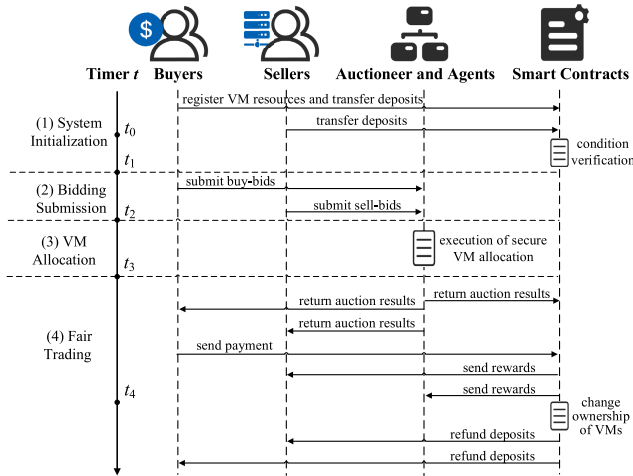 $
Timer t Buyers Sellers Auctioneer and Agents Smart Contracts
register VM resources and transfer deposits
(1) System
Initialization
t0
transfer deposits
condition
verification
t1
(2) Bidding
Submission
submit buy-bids
submit sell-bids
t2
(3) VM
Allocation
execution of secure
VM allocation
t3
return auction results
return auction results
return auction results
(4) Fair
Trading
send payment
send rewards
send rewards
t4
change
ownership
of VMs
refund deposits
refund deposits